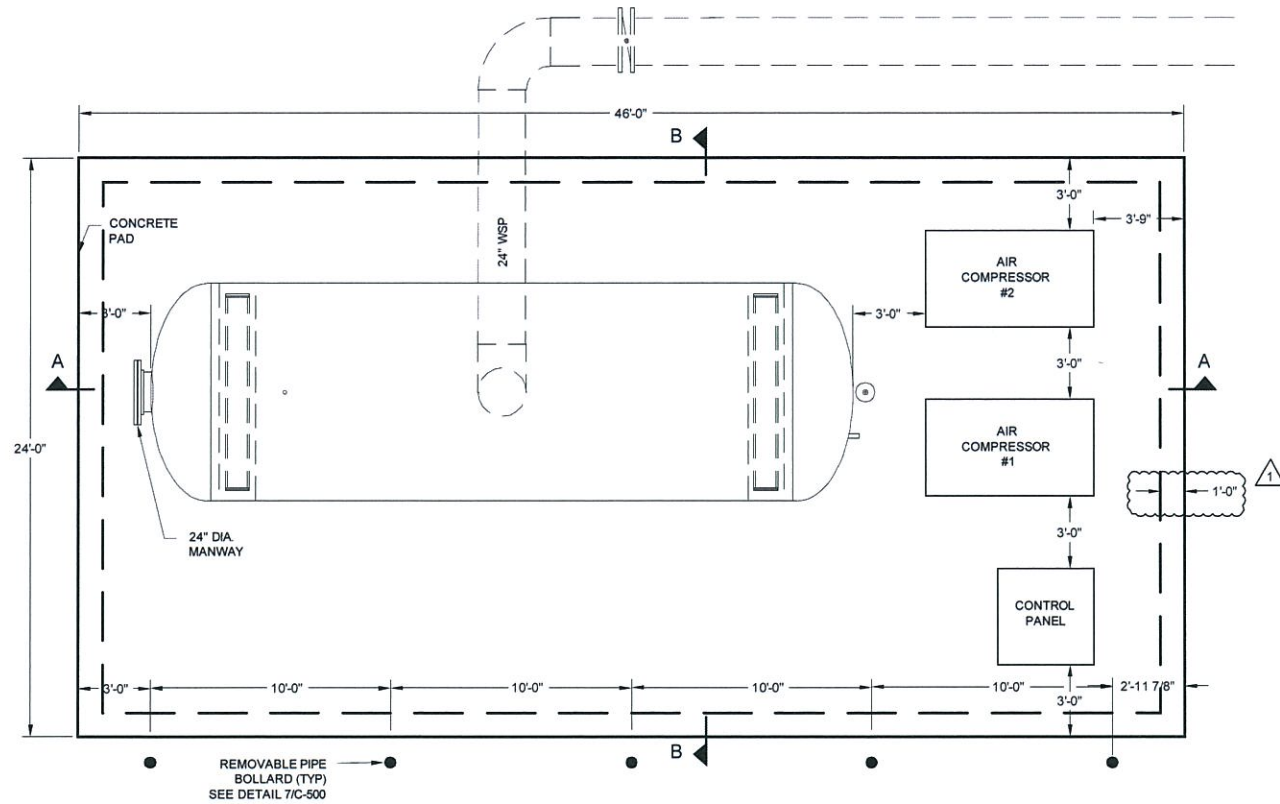 46'-0"
B
3'-0"
3'-9"
CONCRETE
PAD
24" WSP
AIR
COMPRESSOR
#2
3'-0"
3'-0"
A
3'-0"
A
24'-0"
AIR
COMPRESSOR
#1
1
1'-0"
24" DIA.
MANWAY
3'-0"
CONTROL
PANEL
3'-0"
10'-0"
10'-0"
10'-0"
10'-0"
3'-0"
2'-11 7/8"
B
REMOVABLE PIPE
BOLLARD (TYP)
SEE DETAIL 7/C-500